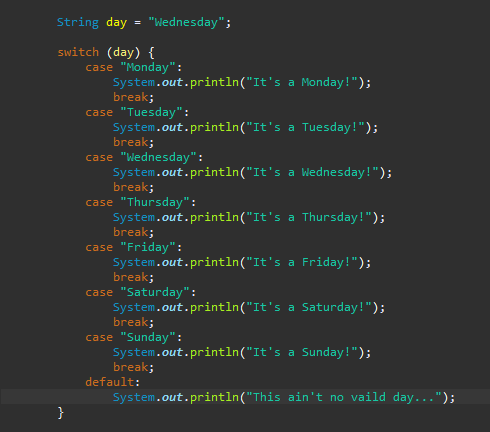 String day = "Wednesday";
switch (day) {
case "Monday":
System.out.println("It's a Monday!");
break;
case "Tuesday":
System.out.println("It's a Tuesday!");
break;
case "Wednesday":
System.out.println("It's a Wednesday!");
break;
case "Thursday":
System.out.println("It's a Thursday!");
break;
case "Friday":
System.out.println("It's a Friday!");
break;
case "Saturday":
System.out.println("It's a Saturday!");
break;
case "Sunday":
System.out.println("It's a Sunday!");
break;
default:
System.out.println("This ain't no vaild day...");
}